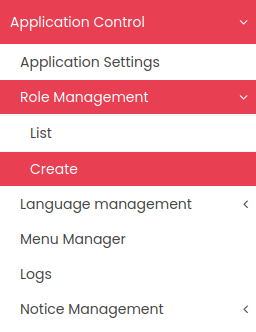 Application Control
Application Settings
Role Management
List
Create
Language management
Menu Manager
Logs
Notice Management